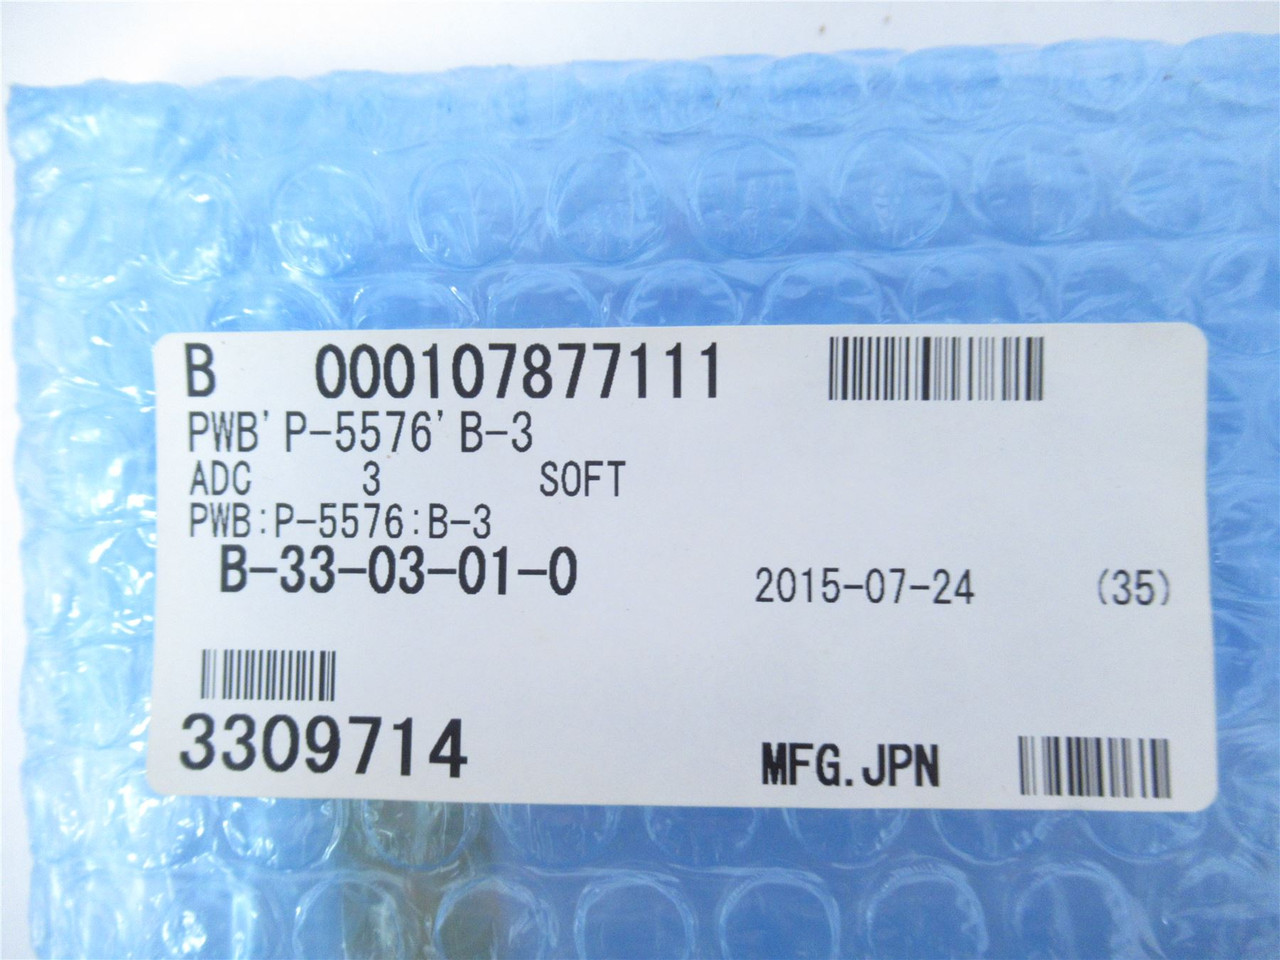 B 000107877111
PWB'P-5576'B-3
ADC 3 SOFT
PWB:P-5576:B-3
B-33-03-01-0 2015-07-24 (35)
3309714 MFG.JPN